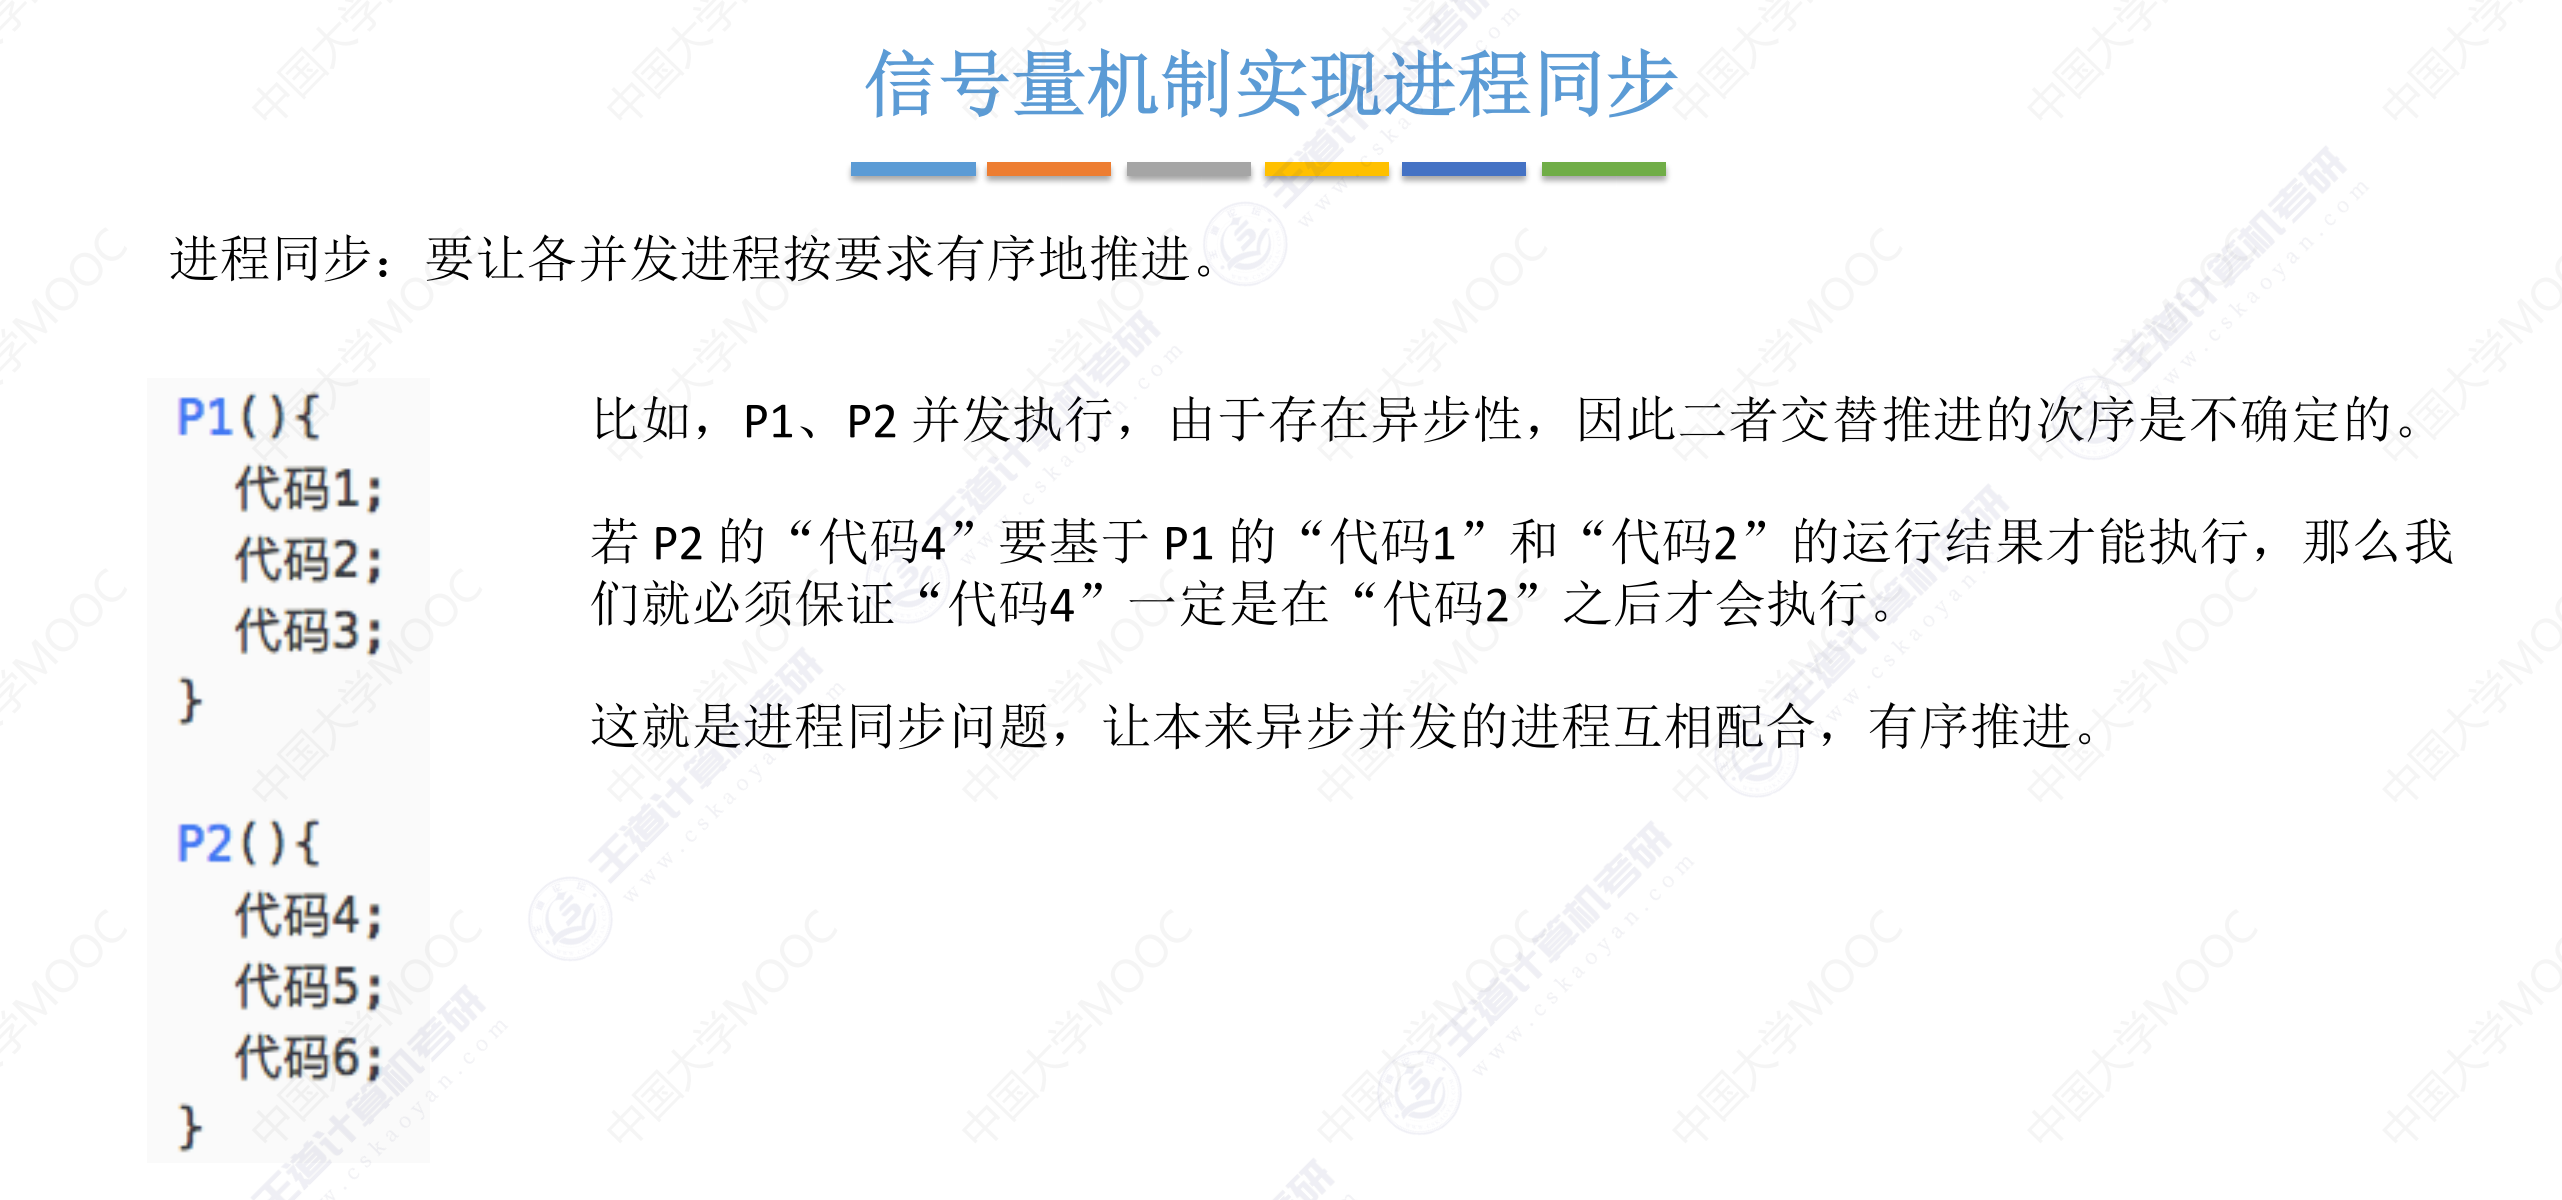 信号量机制实现进程同步
进程同步：要让各并发进程按要求有序地推进。
P1(){
代码1;
代码2;
代码3;
}
P2(){
代码4;
代码5;
代码6;
}
比如，P1、P2 并发执行，由于存在异步性，因此二者交替推进的次序是不确定的。
若 P2 的“代码4”要基于 P1 的“代码1”和“代码2”的运行结果才能执行，那么我
们就必须保证“代码4”一定是在“代码2”之后才会执行。
这就是进程同步问题，让本来异步并发的进程互相配合，有序推进。
中国大学MOOC
王道计算机考研
www.cskaoyan.com